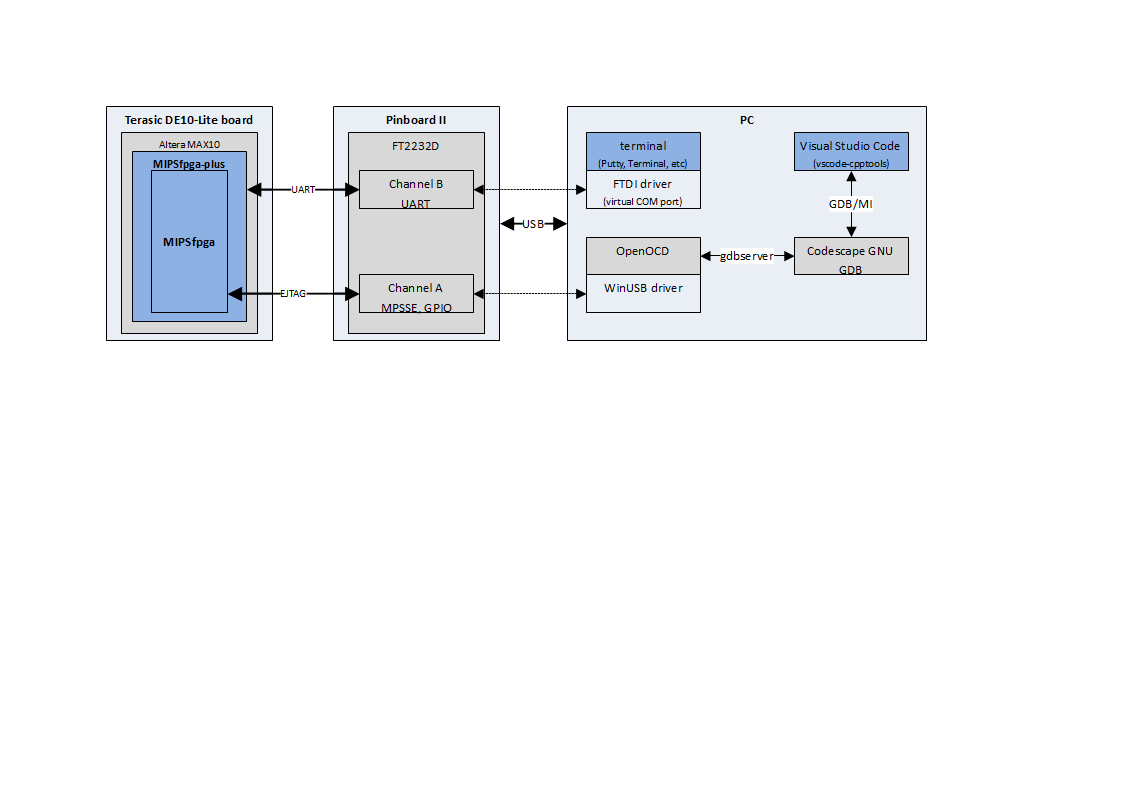 Terasic DE10-Lite board
Altera MAX10
MIPSfpga-plus
MIPSfpga
UART
EJTAG
Pinboard II
FT2232D
Channel B
UART
Channel A
MPSSE, GPIO
USB
PC
terminal
(Putty, Terminal, etc)
FTDI driver
(virtual COM port)
OpenOCD
WinUSB driver
gdbserver
Visual Studio Code
(vscode-cpptools)
GDB/MI
Codescape GNU
GDB